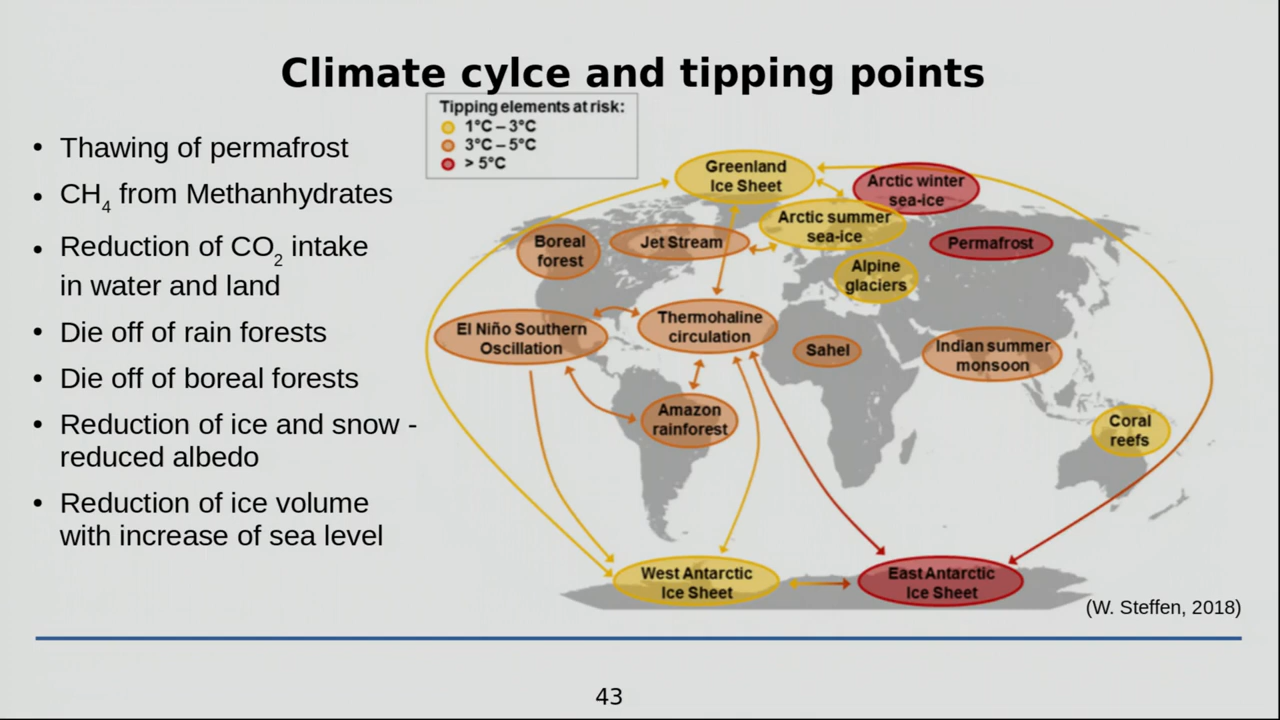 Climate cylce and tipping points
• Thawing of permafrost
• CH4 from Methanhydrates
• Reduction of CO2 intake
in water and land
• Die off of rain forests
• Die off of boreal forests
• Reduction of ice and snow -
reduced albedo
• Reduction of ice volume
with increase of sea level
Tipping elements at risk:
1°C – 3°C
3°C – 5°C
> 5°C
Greenland
Ice Sheet
Arctic winter
sea-ice
Arctic summer
sea-ice
Boreal
forest
Jet Stream
Permafrost
Alpine
glaciers
El Niño Southern
Oscillation
Thermohaline
circulation
Sahel
Indian summer
monsoon
Amazon
rainforest
Coral
reefs
West Antarctic
Ice Sheet
East Antarctic
Ice Sheet
(W. Steffen, 2018)
43